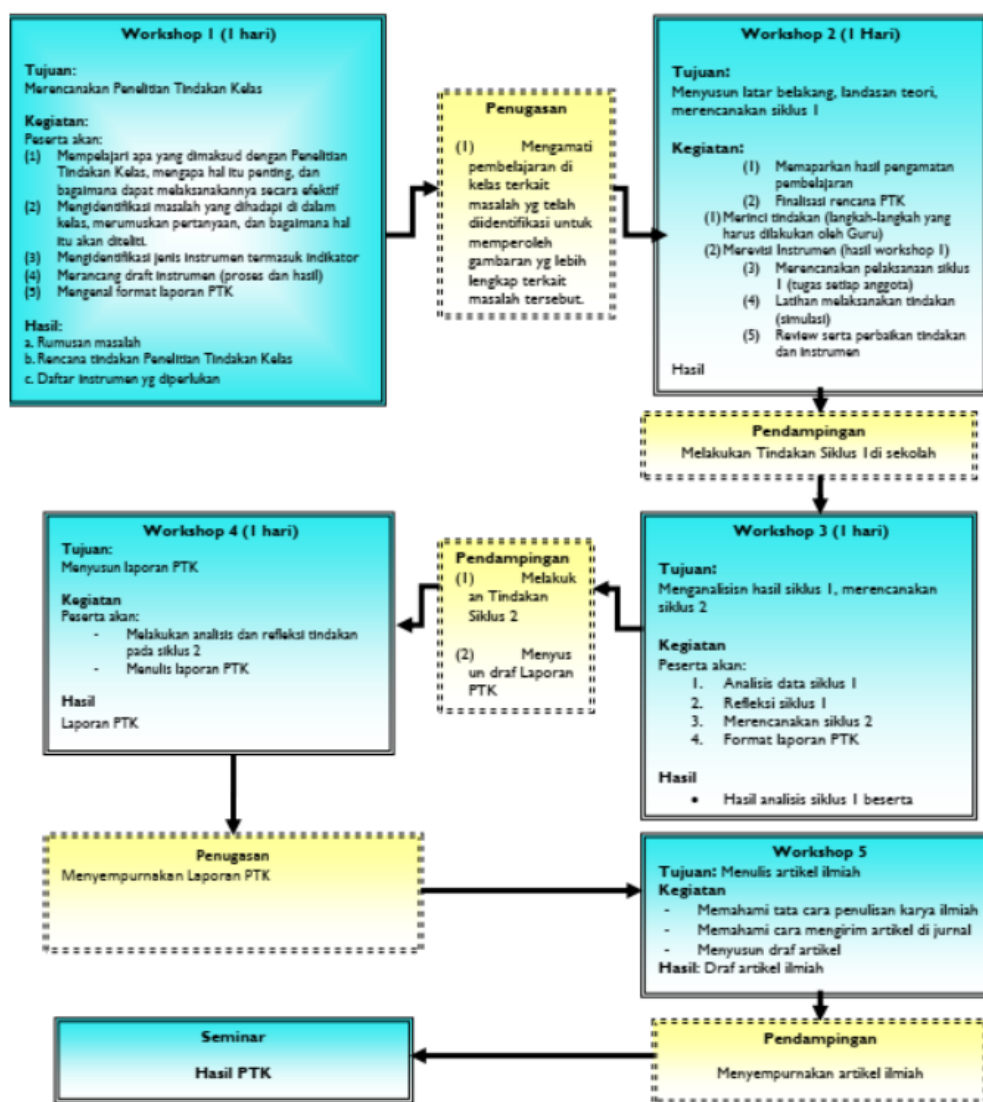 Workshop 1 (1 hari)
Tujuan:
Merencanakan Penelitian Tindakan Kelas
Kegiatan:
Peserta akan:
(1) Mempelajari apa yang dimaksud dengan Penelitian
Tindakan Kelas, mengapa hal itu penting, dan
bagaimana dapat melaksanakannya secara efektif
(2) Mengidentifikasi masalah yang dihadapi di dalam
kelas, merumuskan pertanyaan, dan bagaimana hal
itu akan diteliti.
(3) Mengidentifikasi jenis instrumen termasuk indikator
(4) Merancang draft instrumen (proses dan hasil)
(5) Mengenal format laporan PTK
Hasil:
a. Rumusan masalah
b. Rencana tindakan Penelitian Tindakan Kelas
c. Daftar instrumen yg diperlukan
Penugasan
(1) Mengamati
pembelajaran di
kelas terkait
masalah yg telah
diidentifikasi untuk
memperoleh
gambaran yg lebih
lengkap terkait
masalah tersebut.
Workshop 2 (1 Hari)
Tujuan:
Menyusun latar belakang, landasan teori,
merencanakan siklus 1
Kegiatan:
(1) Memaparkan hasil pengamatan
pembelajaran
(2) Finalisasi rencana PTK
(1) Merinci tindakan (langkah-langkah yang
harus dilakukan oleh Guru)
(2) Merevisi Instrumen (hasil workshop 1)
(3) Merencanakan pelaksanaan siklus
1 (tugas setiap anggota)
(4) Latihan melaksanakan tindakan
(simulasi)
(5) Review serta perbaikan tindakan
dan instrumen
Hasil
Pendampingan
Melakukan Tindakan Siklus 1di sekolah
Workshop 3 (1 hari)
Tujuan:
Menganalisisn hasil siklus 1, merencanakan
siklus 2
Kegiatan
Peserta akan:
1. Analisis data siklus 1
2. Refleksi siklus 1
3. Merencanakan siklus 2
4. Format laporan PTK
Hasil
• Hasil analisis siklus 1 beserta
Pendampingan
(1) Melakuk
an Tindakan
Siklus 2
(2) Menyus
un draf Laporan
PTK
Workshop 4 (1 hari)
Tujuan:
Menyusun laporan PTK
Kegiatan
Peserta akan:
- Melakukan analisis dan refleksi tindakan
pada siklus 2
- Menulis laporan PTK
Hasil
Laporan PTK
Penugasan
Menyempurnakan Laporan PTK
Workshop 5
Tujuan: Menulis artikel ilmiah
Kegiatan
- Memahami tata cara penulisan karya ilmiah
- Memahami cara mengirim artikel di jurnal
- Menyusun draf artikel
Hasil: Draf artikel ilmiah
Pendampingan
Menyempurnakan artikel ilmiah
Seminar
Hasil PTK